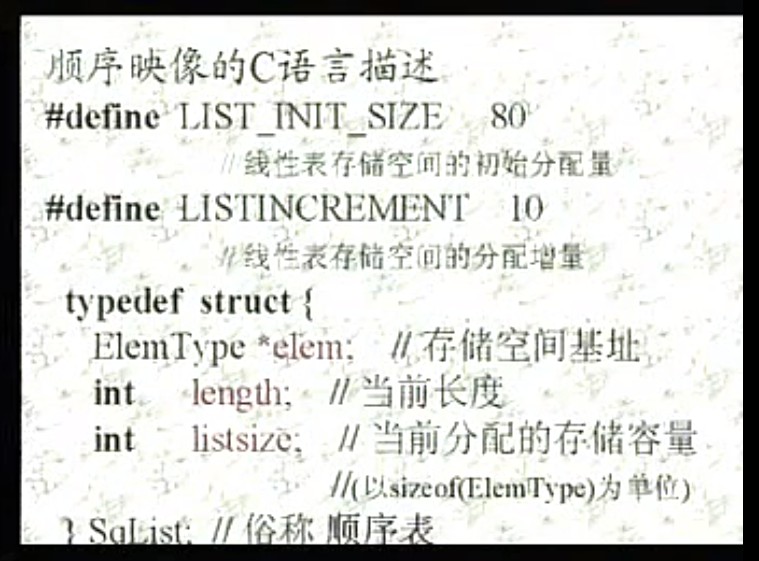 顺序映像的C语言描述
#define LIST_INIT_SIZE 80
// 线性表存储空间的初始分配量
#define LISTINCREMENT 10
// 线性表存储空间的分配增量
typedef struct {
ElemType *elem; // 存储空间基址
int length; // 当前长度
int listsize; // 当前分配的存储容量
//(以sizeof(ElemType)为单位)
} SqList; // 俗称 顺序表